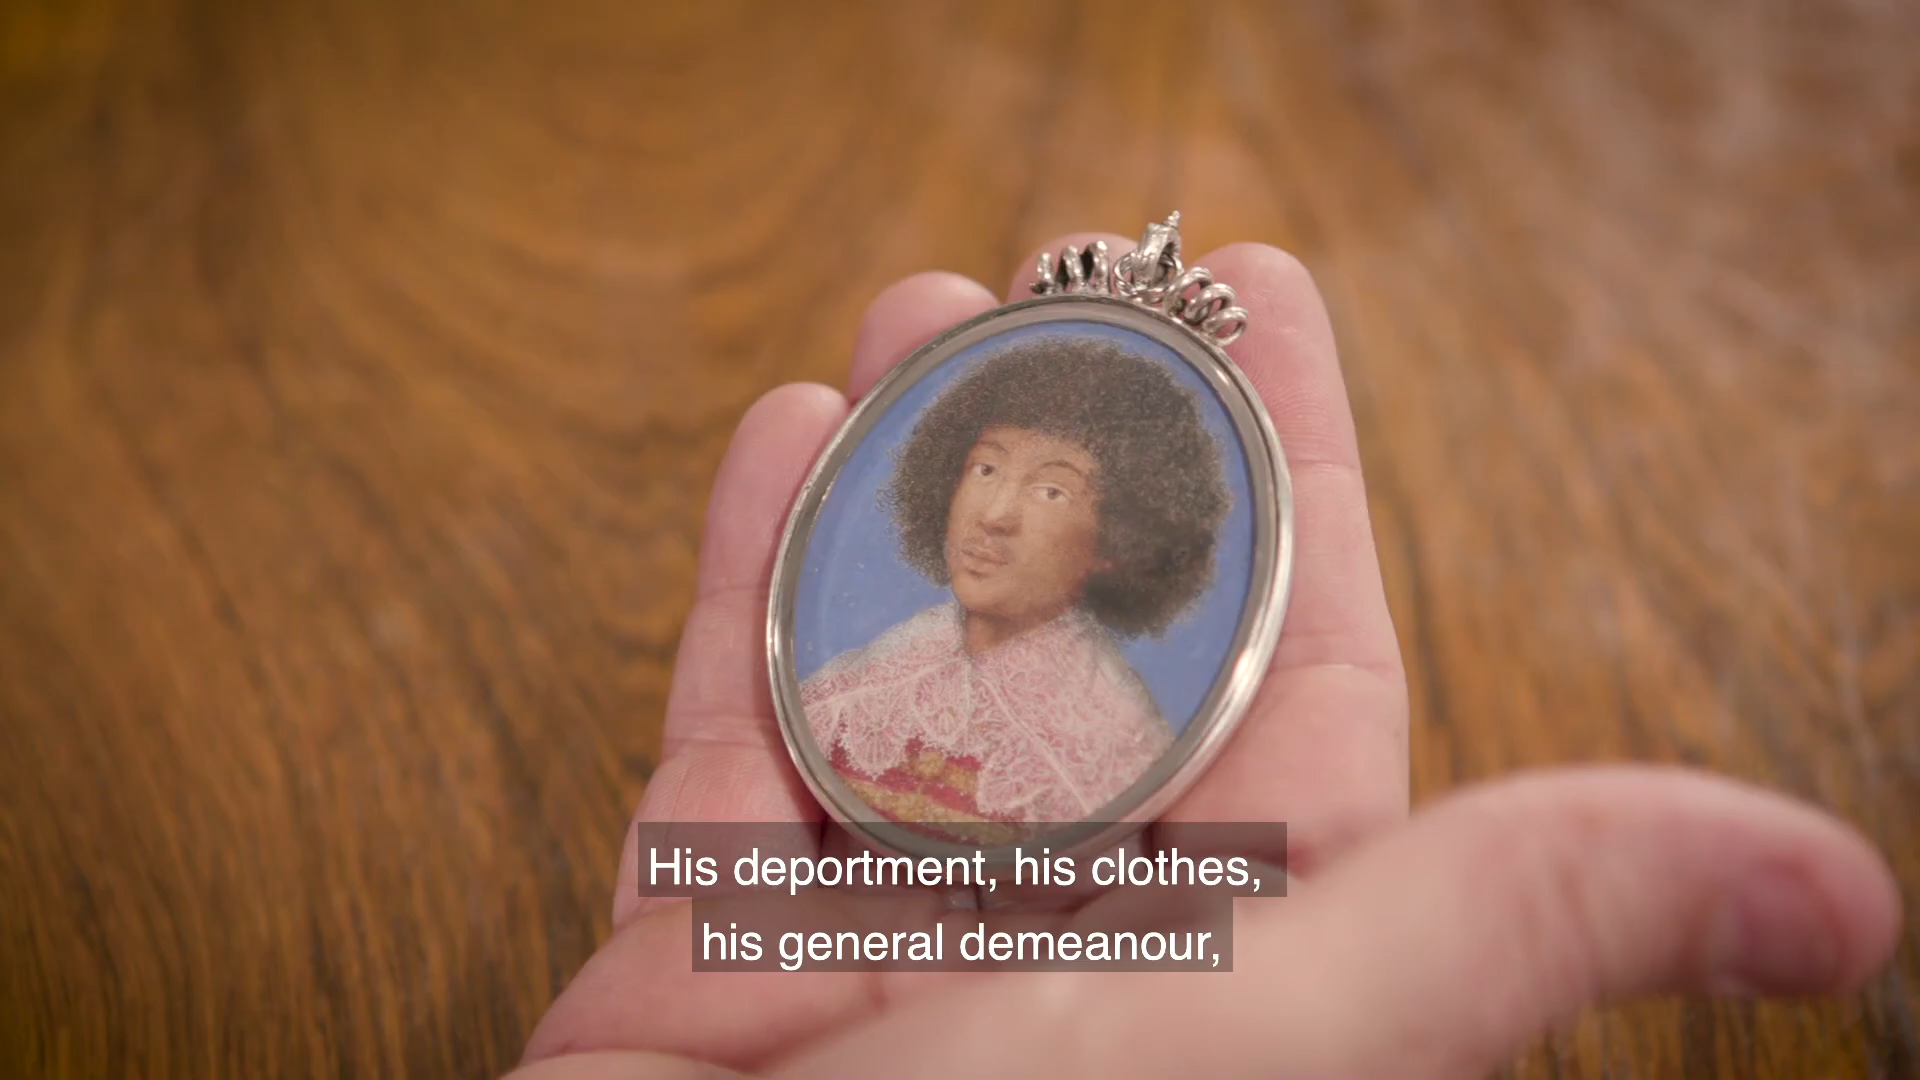 His deportment, his clothes,
his general demeanour,